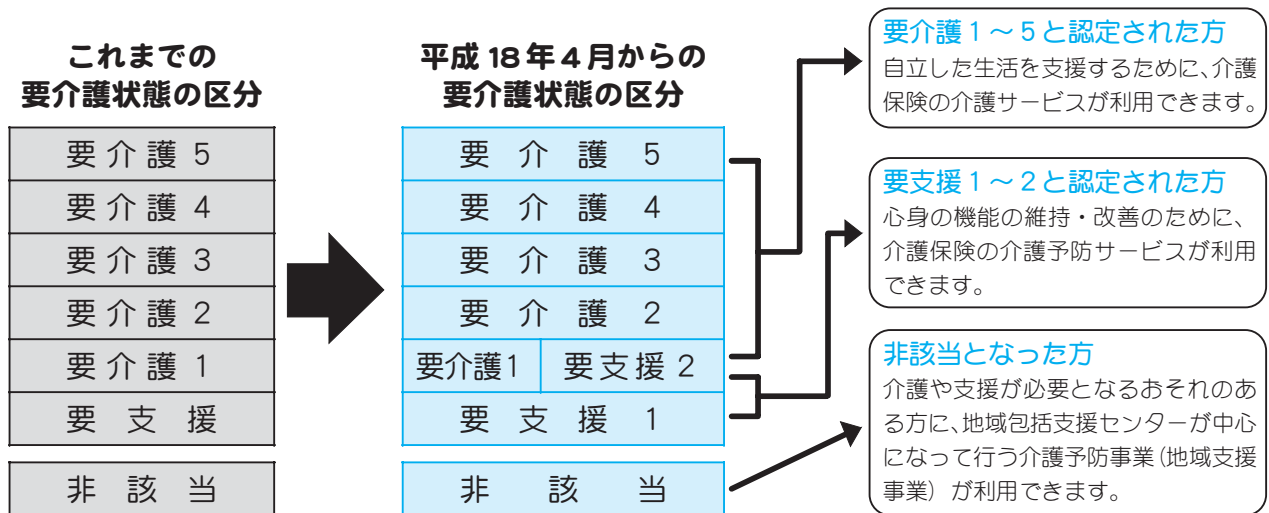 これまでの
要介護状態の区分
要介護5
要介護4
要介護3
要介護2
要介護1
要支援
非該当
平成18年4月からの
要介護状態の区分
要介護5
要介護4
要介護3
要介護2
要介護1 要支援2
要支援1
非該当
要介護1～5と認定された方
自立した生活を支援するために、介護
保険の介護サービスが利用できます。
要支援1～2と認定された方
心身の機能の維持・改善のために、
介護保険の介護予防サービスが利用
できます。
非該当となった方
介護や支援が必要となるおそれのあ
る方に、地域包括支援センターが中心
になって行う介護予防事業(地域支援
事業)が利用できます。